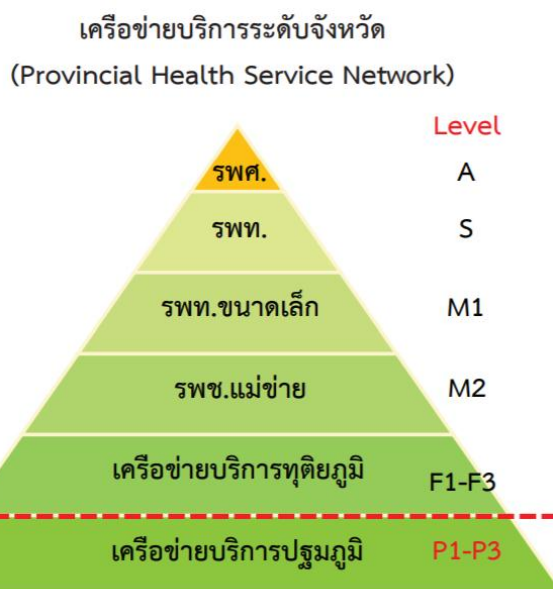 เครือข่ายบริการระดับจังหวัด
(Provincial Health Service Network)
Level
รพศ. A
รพท. S
รพท.ขนาดเล็ก M1
รพช.แม่ข่าย M2
เครือข่ายบริการทุติยภูมิ F1-F3
เครือข่ายบริการปฐมภูมิ P1-P3